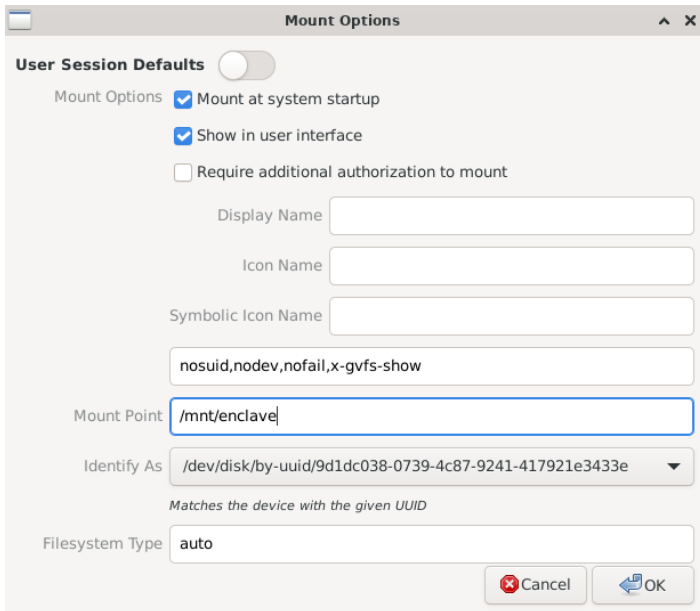 Mount Options
User Session Defaults
Mount Options
Mount at system startup
Show in user interface
Require additional authorization to mount
Display Name
Icon Name
Symbolic Icon Name
nosuid,nodev,nofail,x-gvfs-show
Mount Point /mnt/enclave
Identify As /dev/disk/by-uuid/9d1dc038-0739-4c87-9241-417921e3433e
Matches the device with the given UUID
Filesystem Type auto
Cancel OK